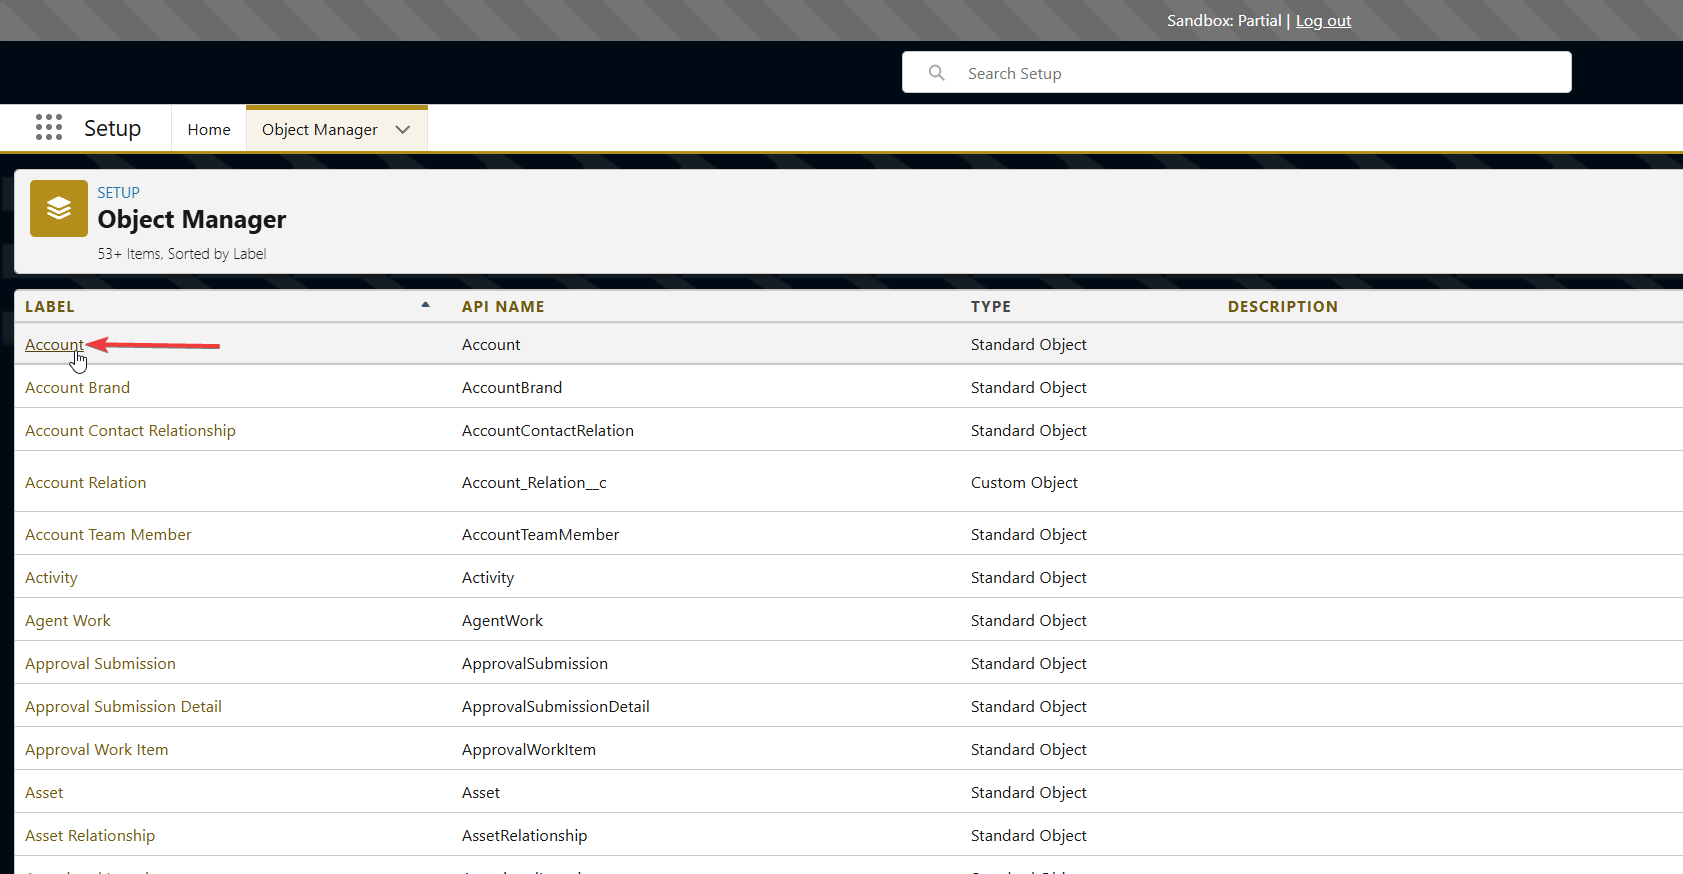 Sandbox: Partial | Log out
Search Setup
Setup Home Object Manager
SETUP
Object Manager
53+ Items, Sorted by Label
LABEL API NAME TYPE DESCRIPTION
Account Account Standard Object
Account Brand AccountBrand Standard Object
Account Contact Relationship AccountContactRelation Standard Object
Account Relation Account_Relation__c Custom Object
Account Team Member AccountTeamMember Standard Object
Activity Activity Standard Object
Agent Work AgentWork Standard Object
Approval Submission ApprovalSubmission Standard Object
Approval Submission Detail ApprovalSubmissionDetail Standard Object
Approval Work Item ApprovalWorkItem Standard Object
Asset Asset Standard Object
Asset Relationship AssetRelationship Standard Object